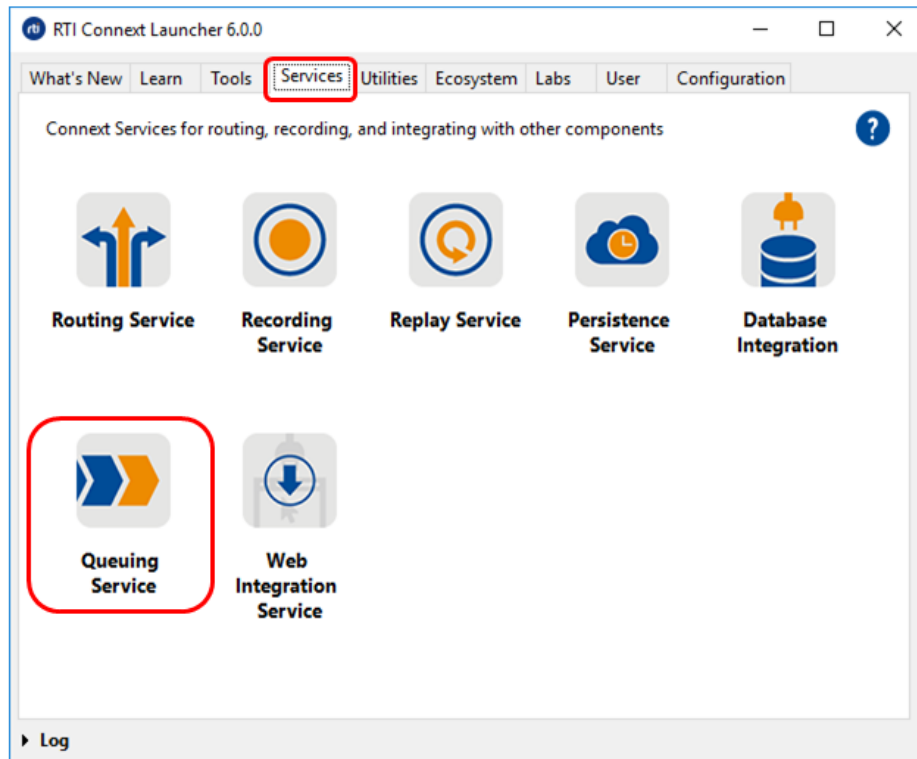 rti RTI Connext Launcher 6.0.0
What's New Learn Tools Services Utilities Ecosystem Labs User Configuration
Connext Services for routing, recording, and integrating with other components ?
Routing Service
Recording
Service
Replay Service
Persistence
Service
Database
Integration
Queuing
Service
Web
Integration
Service
Log